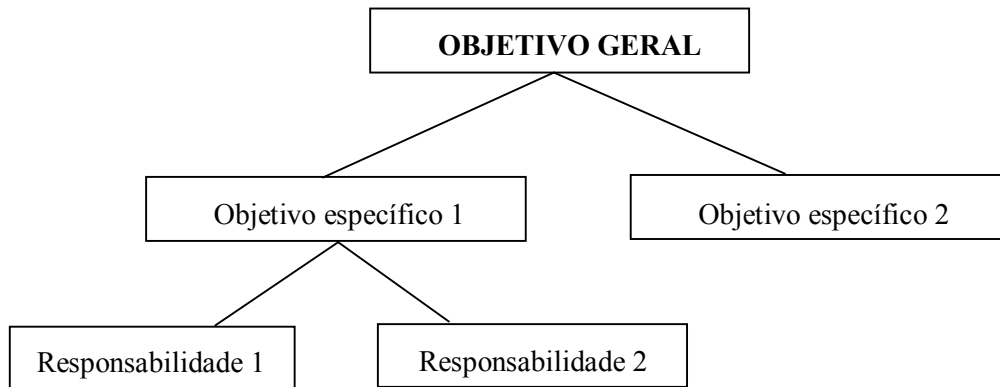 OBJETIVO GERAL
Objetivo específico 1
Objetivo específico 2
Responsabilidade 1
Responsabilidade 2